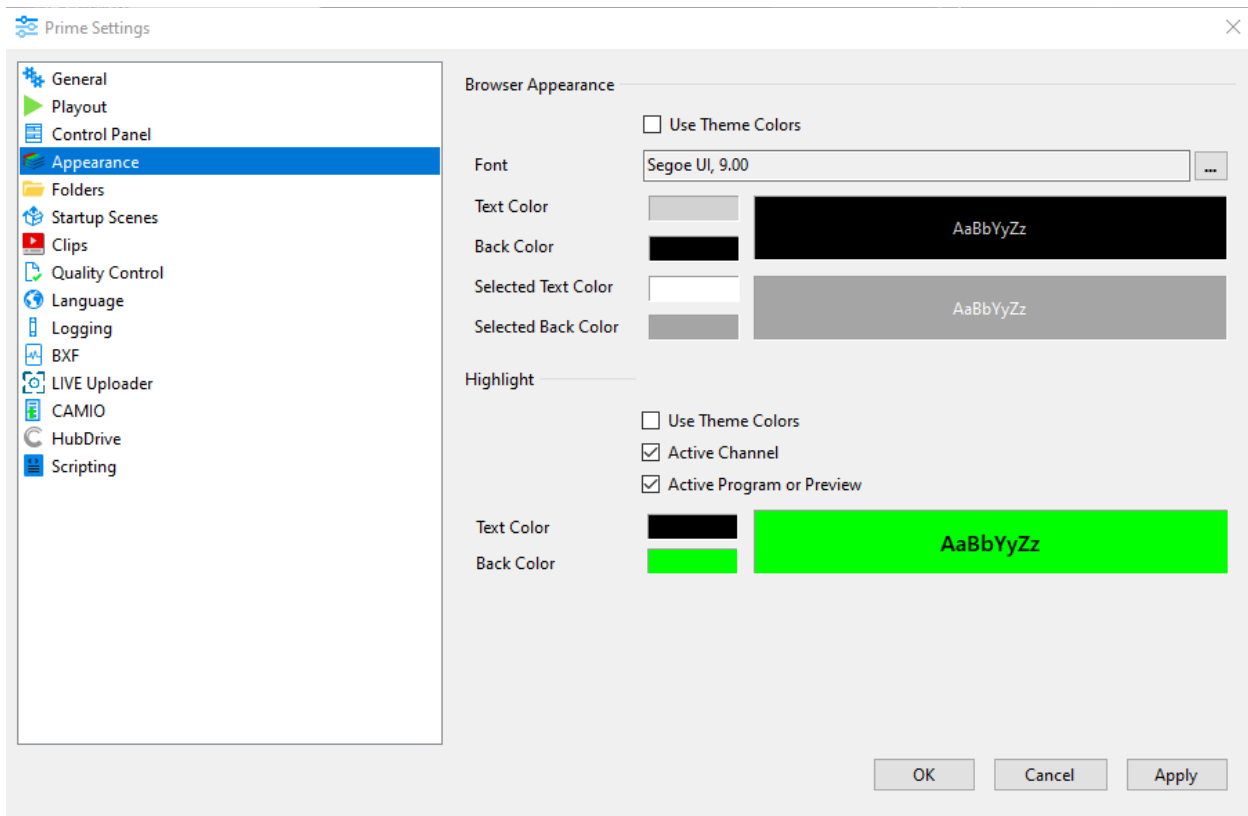 Prime Settings
General
Playout
Control Panel
Appearance
Folders
Startup Scenes
Clips
Quality Control
Language
Logging
BXF
LIVE Uploader
CAMIO
HubDrive
Scripting
Browser Appearance
Use Theme Colors
Font
Segoe UI, 9.00
...
Text Color
AaBbYyZz
Back Color
Selected Text Color
AaBbYyZz
Selected Back Color
Highlight
Use Theme Colors
Active Channel
Active Program or Preview
Text Color
AaBbYyZz
Back Color
OK
Cancel
Apply